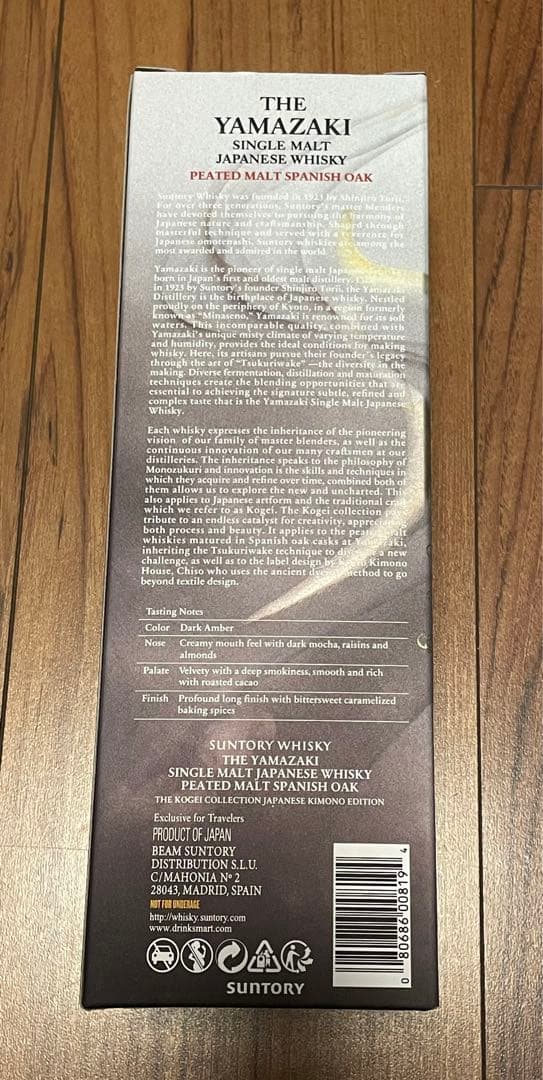 THE
YAMAZAKI
SINGLE MALT
JAPANESE WHISKY
PEATED MALT SPANISH OAK
Suntory Whisky was founded in 1923 by Shinjiro Torii.
For over three generations, Suntory's master blenders
have devoted themselves to pursuing the harmony of
Japanese nature and craftsmanship. Shaped through
masterful technique and served with a reverence for
Japanese omotenashi, Suntory whiskies are among the
most awarded and admired in the world.
Yamazaki is the pioneer of single malt Japanese
born in Japan's first and oldest malt distillery.
in 1923 by Suntory's founder Shinjiro Torii, the Yamazaki
Distillery is the birthplace of Japanese whisky. Nestled
proudly on the periphery of Kyoto, in a region formerly
known as "Minaseno," Yamazaki is renowned for its soft
waters. This incomparable quality, combined with
Yamazaki's unique misty climate of varying temperature
and humidity, provides the ideal conditions for making
whisky. Here, its artisans pursue their founder's legacy
through the art of "Tsukuriwake" —the diversity in the
making. Diverse fermentation, distillation and maturation
techniques create the blending opportunities that are
essential to achieving the signature subtle, refined and
complex taste that is the Yamazaki Single Malt Japanese
Whisky.
Each whisky expresses the inheritance of the pioneering
vision of our family of master blenders, as well as the
continuous innovation of our many craftsmen at our
distilleries. The inheritance speaks to the philosophy of
Monozukuri and innovation is the skills and techniques in
which they acquire and refine over time, combined both of
them allows us to explore the new and uncharted. This
also applies to Japanese artform and the traditional craft
which we refer to as Kogei. The Kogei collection pays
tribute to an endless catalyst for creativity, appreciating
both process and beauty. It applies to the peated malt
whiskies matured in Spanish oak casks at Yamazaki,
inheriting the Tsukuriwake technique to discover a new
challenge, as well as to the label design by Kyoto Kimono
House, Chiso who uses the ancient dyeing method to go
beyond textile design.
Tasting Notes
Color Dark Amber
Nose Creamy mouth feel with dark mocha, raisins and
almonds
Palate Velvety with a deep smokiness, smooth and rich
with roasted cacao
Finish Profound long finish with bittersweet caramelized
baking spices
SUNTORY WHISKY
THE YAMAZAKI
SINGLE MALT JAPANESE WHISKY
PEATED MALT SPANISH OAK
THE KOGEI COLLECTION JAPANESE KIMONO EDITION
Exclusive for Travelers
PRODUCT OF JAPAN
BEAM SUNTORY
DISTRIBUTION S.L.U.
C/MAHONIA Nº 2
28043, MADRID, SPAIN
NOT FOR UNDERAGE
http://whisky.suntory.com
www.drinksmart.com
SUNTORY
0 80686 00819 4